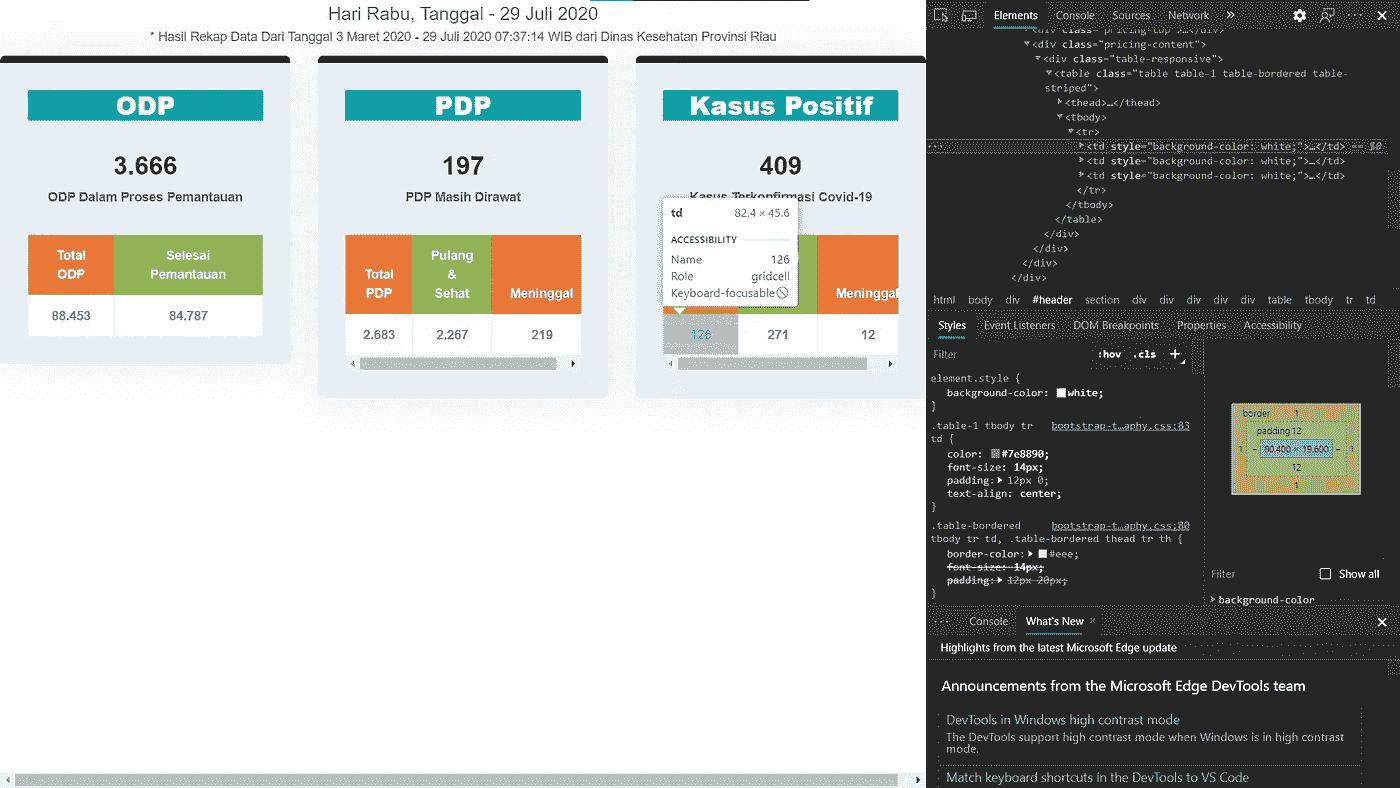 Hari Rabu, Tanggal - 29 Juli 2020
* Hasil Rekap Data Dari Tanggal 3 Maret 2020 - 29 Juli 2020 07:37:14 WIB dari Dinas Kesehatan Provinsi Riau
ODP
3.666
ODP Dalam Proses Pemantauan
Total ODP
Selesai Pemantauan
88.453
84.787
PDP
197
PDP Masih Dirawat
Total PDP
Pulang & Sehat
Meninggal
2.683
2.267
219
Kasus Positif
409
Kasus Terkonfirmasi Covid-19
td 82.4 × 45.6
ACCESSIBILITY
Name 126
Role gridcell
Keyboard-focusable
Meninggal
126
271
12
Elements Console Sources Network
<div class="pricing-top">…</div>
<div class="pricing-content">
<div class="table-responsive">
<table class="table table-1 table-bordered table-
striped">
<thead>…</thead>
<tbody>
<tr>
<td style="background-color: white;">…</td> == $0
<td style="background-color: white;">…</td>
<td style="background-color: white;">…</td>
</tr>
</tbody>
</table>
</div>
</div>
</div>
</div>
html body div #header section div div div div div table tbody tr td
Styles Event Listeners DOM Breakpoints Properties Accessibility
Filter :hov .cls +
element.style {
background-color: white;
}
.table-1 tbody tr bootstrap-t…aphy.css:83
td {
color: #7e8890;
font-size: 14px;
padding: 12px 0;
text-align: center;
}
.table-bordered bootstrap-t…aphy.css:80
tbody tr td, .table-bordered thead tr th {
border-color: #eee;
font-size: 14px;
padding: 12px 20px;
}
border 1
padding 12
1 - 80.400 × 19.600 - 1
12
1
Filter Show all
background-color
Console What's New ×
Highlights from the latest Microsoft Edge update
Announcements from the Microsoft Edge DevTools team
DevTools in Windows high contrast mode
The DevTools support high contrast mode when Windows is in high contrast
mode.
Match keyboard shortcuts in the DevTools to VS Code